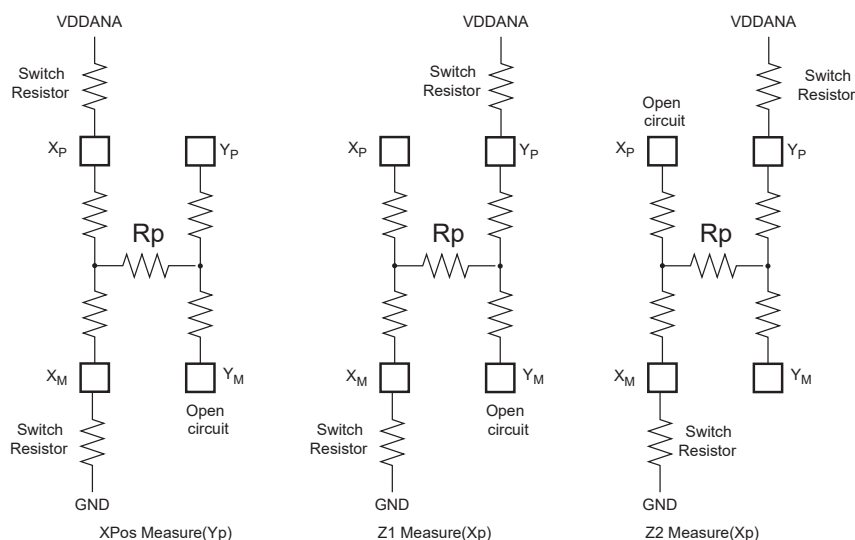 VDDANA
Switch
Resistor
XP
YP
Rp
XM
YM
Open
circuit
Switch
Resistor
GND
XPos Measure(Yp)
VDDANA
Switch
Resistor
XP
YP
Rp
XM
YM
Open
circuit
Switch
Resistor
GND
Z1 Measure(Xp)
VDDANA
Switch
Resistor
Open
circuit
XP
YP
Rp
XM
YM
Switch
Resistor
GND
Z2 Measure(Xp)